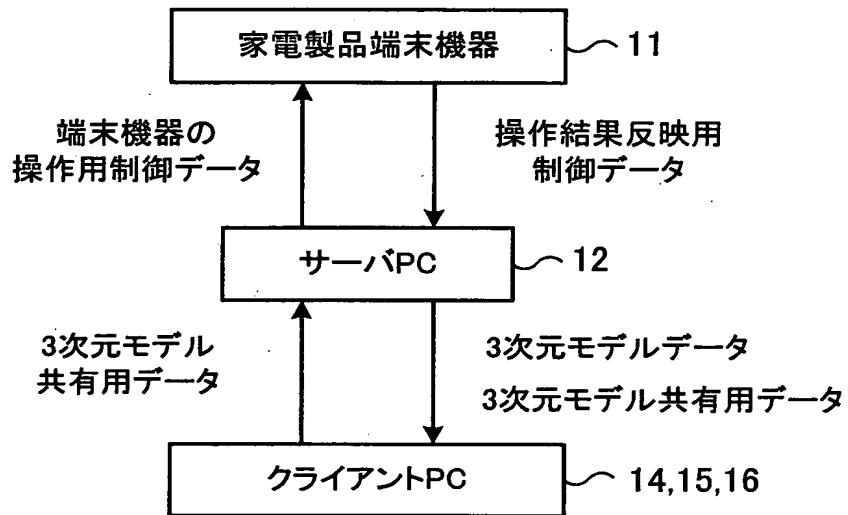 家電製品端末機器
11
端末機器の
操作用制御データ
操作結果反映用
制御データ
サーバPC
12
3次元モデル
共有用データ
3次元モデルデータ
3次元モデル共有用データ
クライアントPC
14,15,16